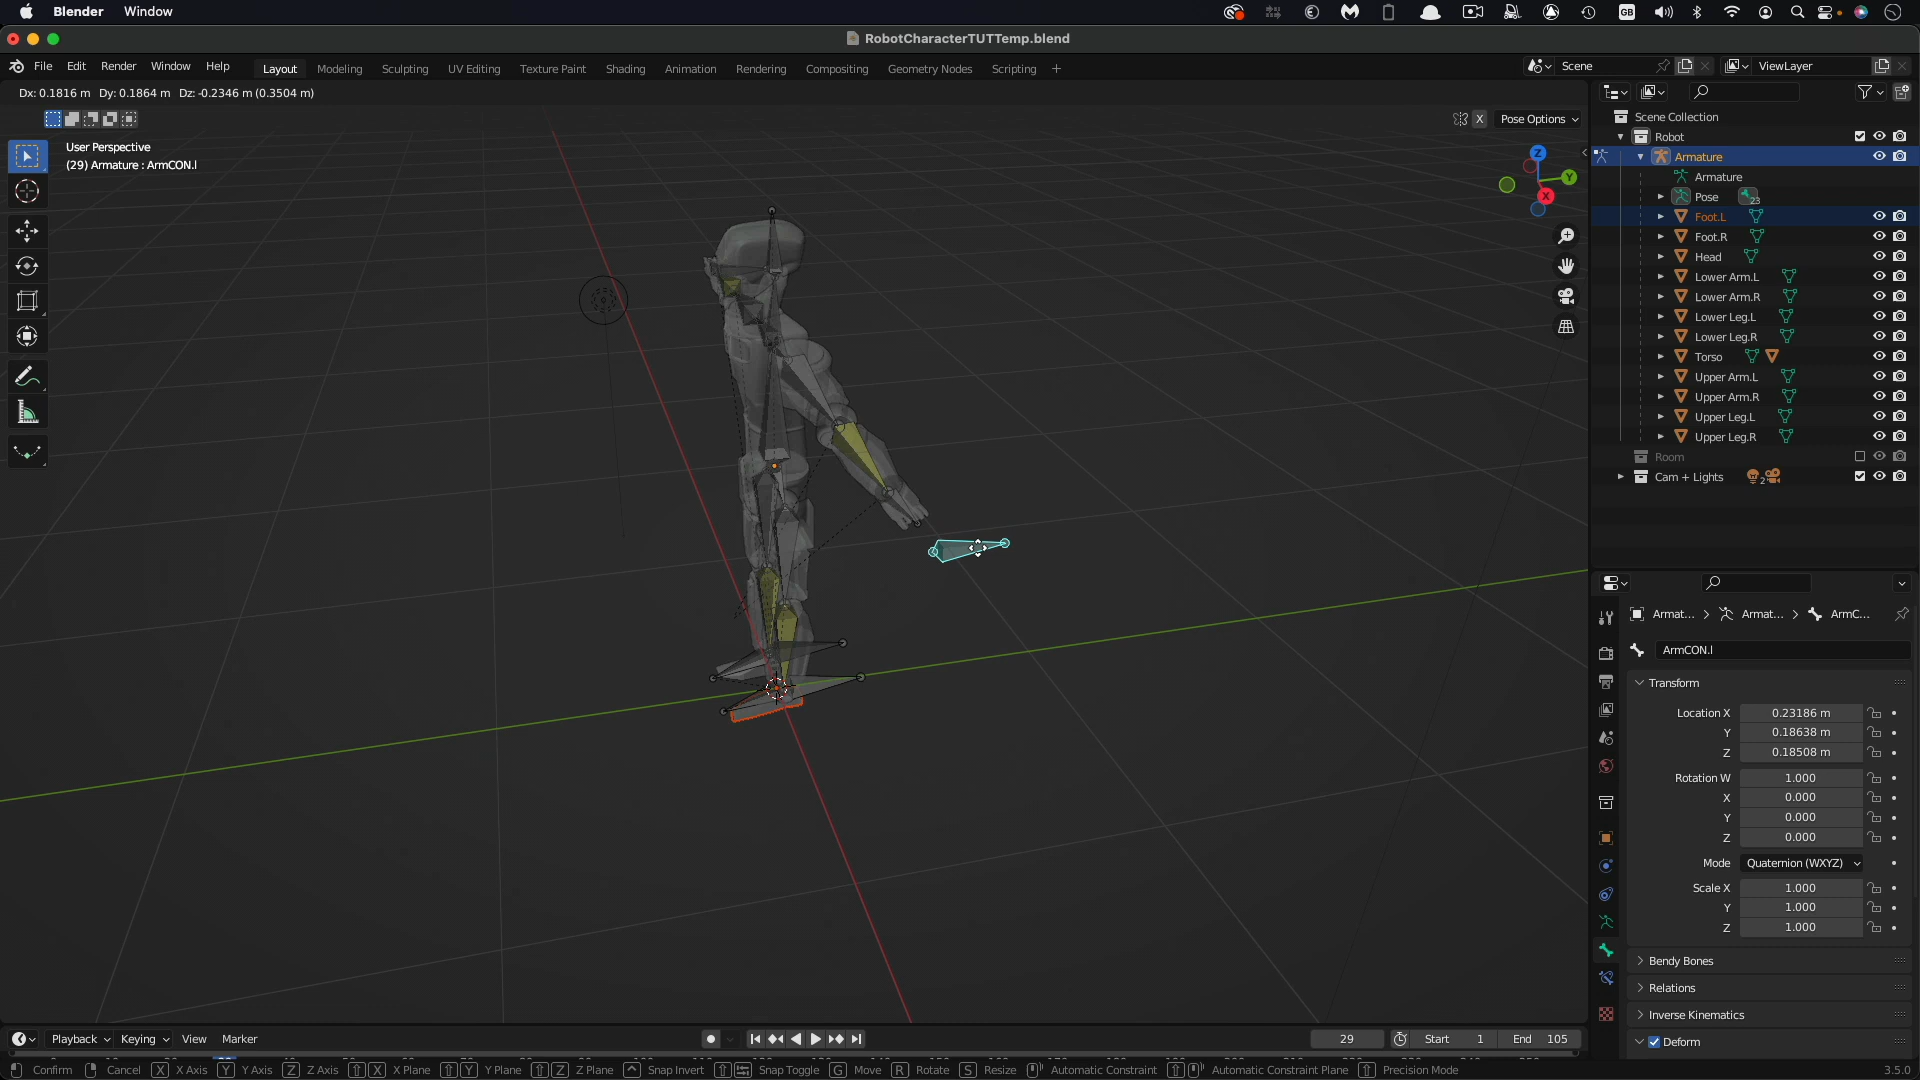 Blender Window
GB
RobotCharacterTUTTemp.blend
File Edit Render Window Help Layout Modeling Sculpting UV Editing Texture Paint Shading Animation Rendering Compositing Geometry Nodes Scripting + Scene ViewLayer
Dx: 0.1816 m Dy: 0.1864 m Dz: -0.2346 m (0.3504 m)
X Pose Options
User Perspective
(29) Armature : ArmCON.l
Z
Y
X
Scene Collection
Robot
Armature
Armature
Pose 23
Foot.L
Foot.R
Head
Lower Arm.L
Lower Arm.R
Lower Leg.L
Lower Leg.R
Torso
Upper Arm.L
Upper Arm.R
Upper Leg.L
Upper Leg.R
Room
Cam + Lights 2
Armat... > Armat... > ArmC...
ArmCON.l
Transform
Location X 0.23186 m
Y 0.18638 m
Z 0.18508 m
Rotation W 1.000
X 0.000
Y 0.000
Z 0.000
Mode Quaternion (WXYZ)
Scale X 1.000
Y 1.000
Z 1.000
Bendy Bones
Relations
Inverse Kinematics
Deform
Playback Keying View Marker 29 Start 1 End 105
Confirm Cancel X X Axis Y Y Axis Z Z Axis X X Plane Y Y Plane Z Z Plane Snap Invert Snap Toggle G Move R Rotate S Resize Automatic Constraint Automatic Constraint Plane Precision Mode 3.5.0